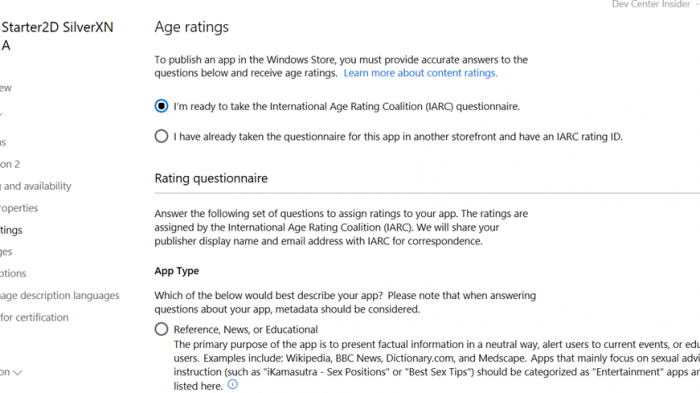 Dev Center Insider -
Starter2D SilverXN
A
Age ratings
To publish an app in the Windows Store, you must provide accurate answers to the
questions below and receive age ratings. Learn more about content ratings.
I'm ready to take the International Age Rating Coalition (IARC) questionnaire.
I have already taken the questionnaire for this app in another storefront and have an IARC rating ID.
on 2
and availability
roperties
tings
ges
ptions
age description languages
for certification
on
Rating questionnaire
Answer the following set of questions to assign ratings to your app. The ratings are
assigned by the International Age Rating Coalition (IARC). We will share your
publisher display name and email address with IARC for correspondence.
App Type
Which of the below would best describe your app? Please note that when answering
questions about your app, metadata should be considered.
Reference, News, or Educational
The primary purpose of the app is to present factual information in a neutral way, alert users to current events, or edu
users. Examples include: Wikipedia, BBC News, Dictionary.com, and Medscape. Apps that mainly focus on sexual advi
instruction (such as "iKamasutra - Sex Positions" or "Best Sex Tips") should be categorized as "Entertainment" apps an
listed here.